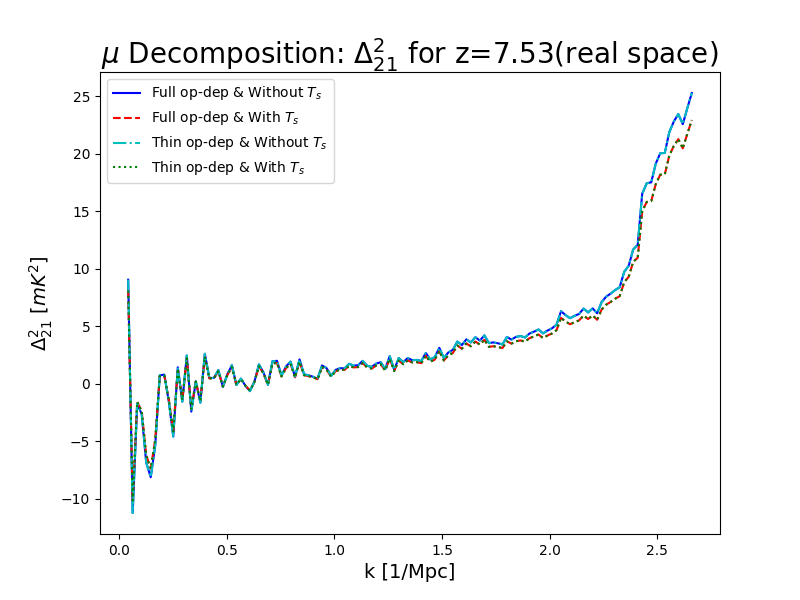 μ Decomposition: Δ²₂₁ for z=7.53(real space)
Full op-dep & Without Tₛ
Full op-dep & With Tₛ
Thin op-dep & Without Tₛ
Thin op-dep & With Tₛ
Δ²₂₁ [mK²]
25
20
15
10
5
0
−5
−10
0.0 0.5 1.0 1.5 2.0 2.5
k [1/Mpc]